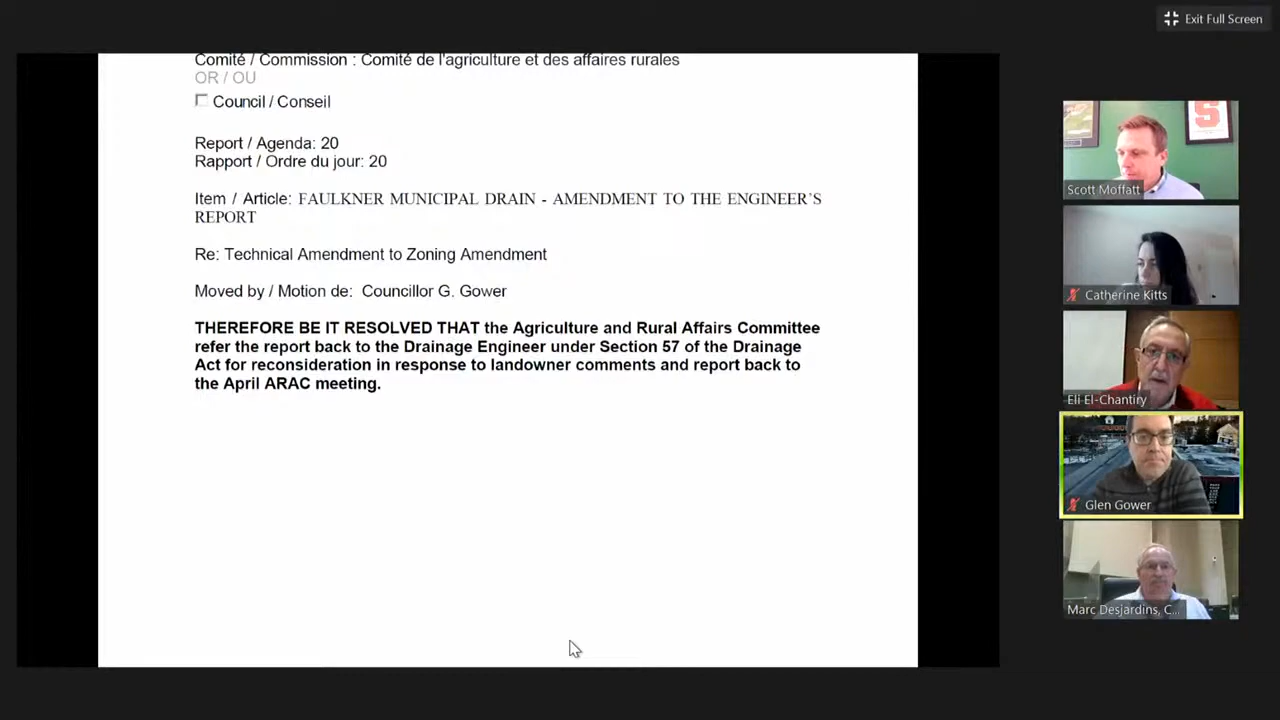 Exit Full Screen
Comité / Commission : Comité de l'agriculture et des affaires rurales
OR / OU
Council / Conseil
Report / Agenda: 20
Rapport / Ordre du jour: 20
Item / Article: FAULKNER MUNICIPAL DRAIN - AMENDMENT TO THE ENGINEER'S
REPORT
Re: Technical Amendment to Zoning Amendment
Moved by / Motion de: Councillor G. Gower
THEREFORE BE IT RESOLVED THAT the Agriculture and Rural Affairs Committee
refer the report back to the Drainage Engineer under Section 57 of the Drainage
Act for reconsideration in response to landowner comments and report back to
the April ARAC meeting.
S
Scott Moffatt
Catherine Kitts
Eli El-Chantiry
Glen Gower
Marc Desjardins, C...